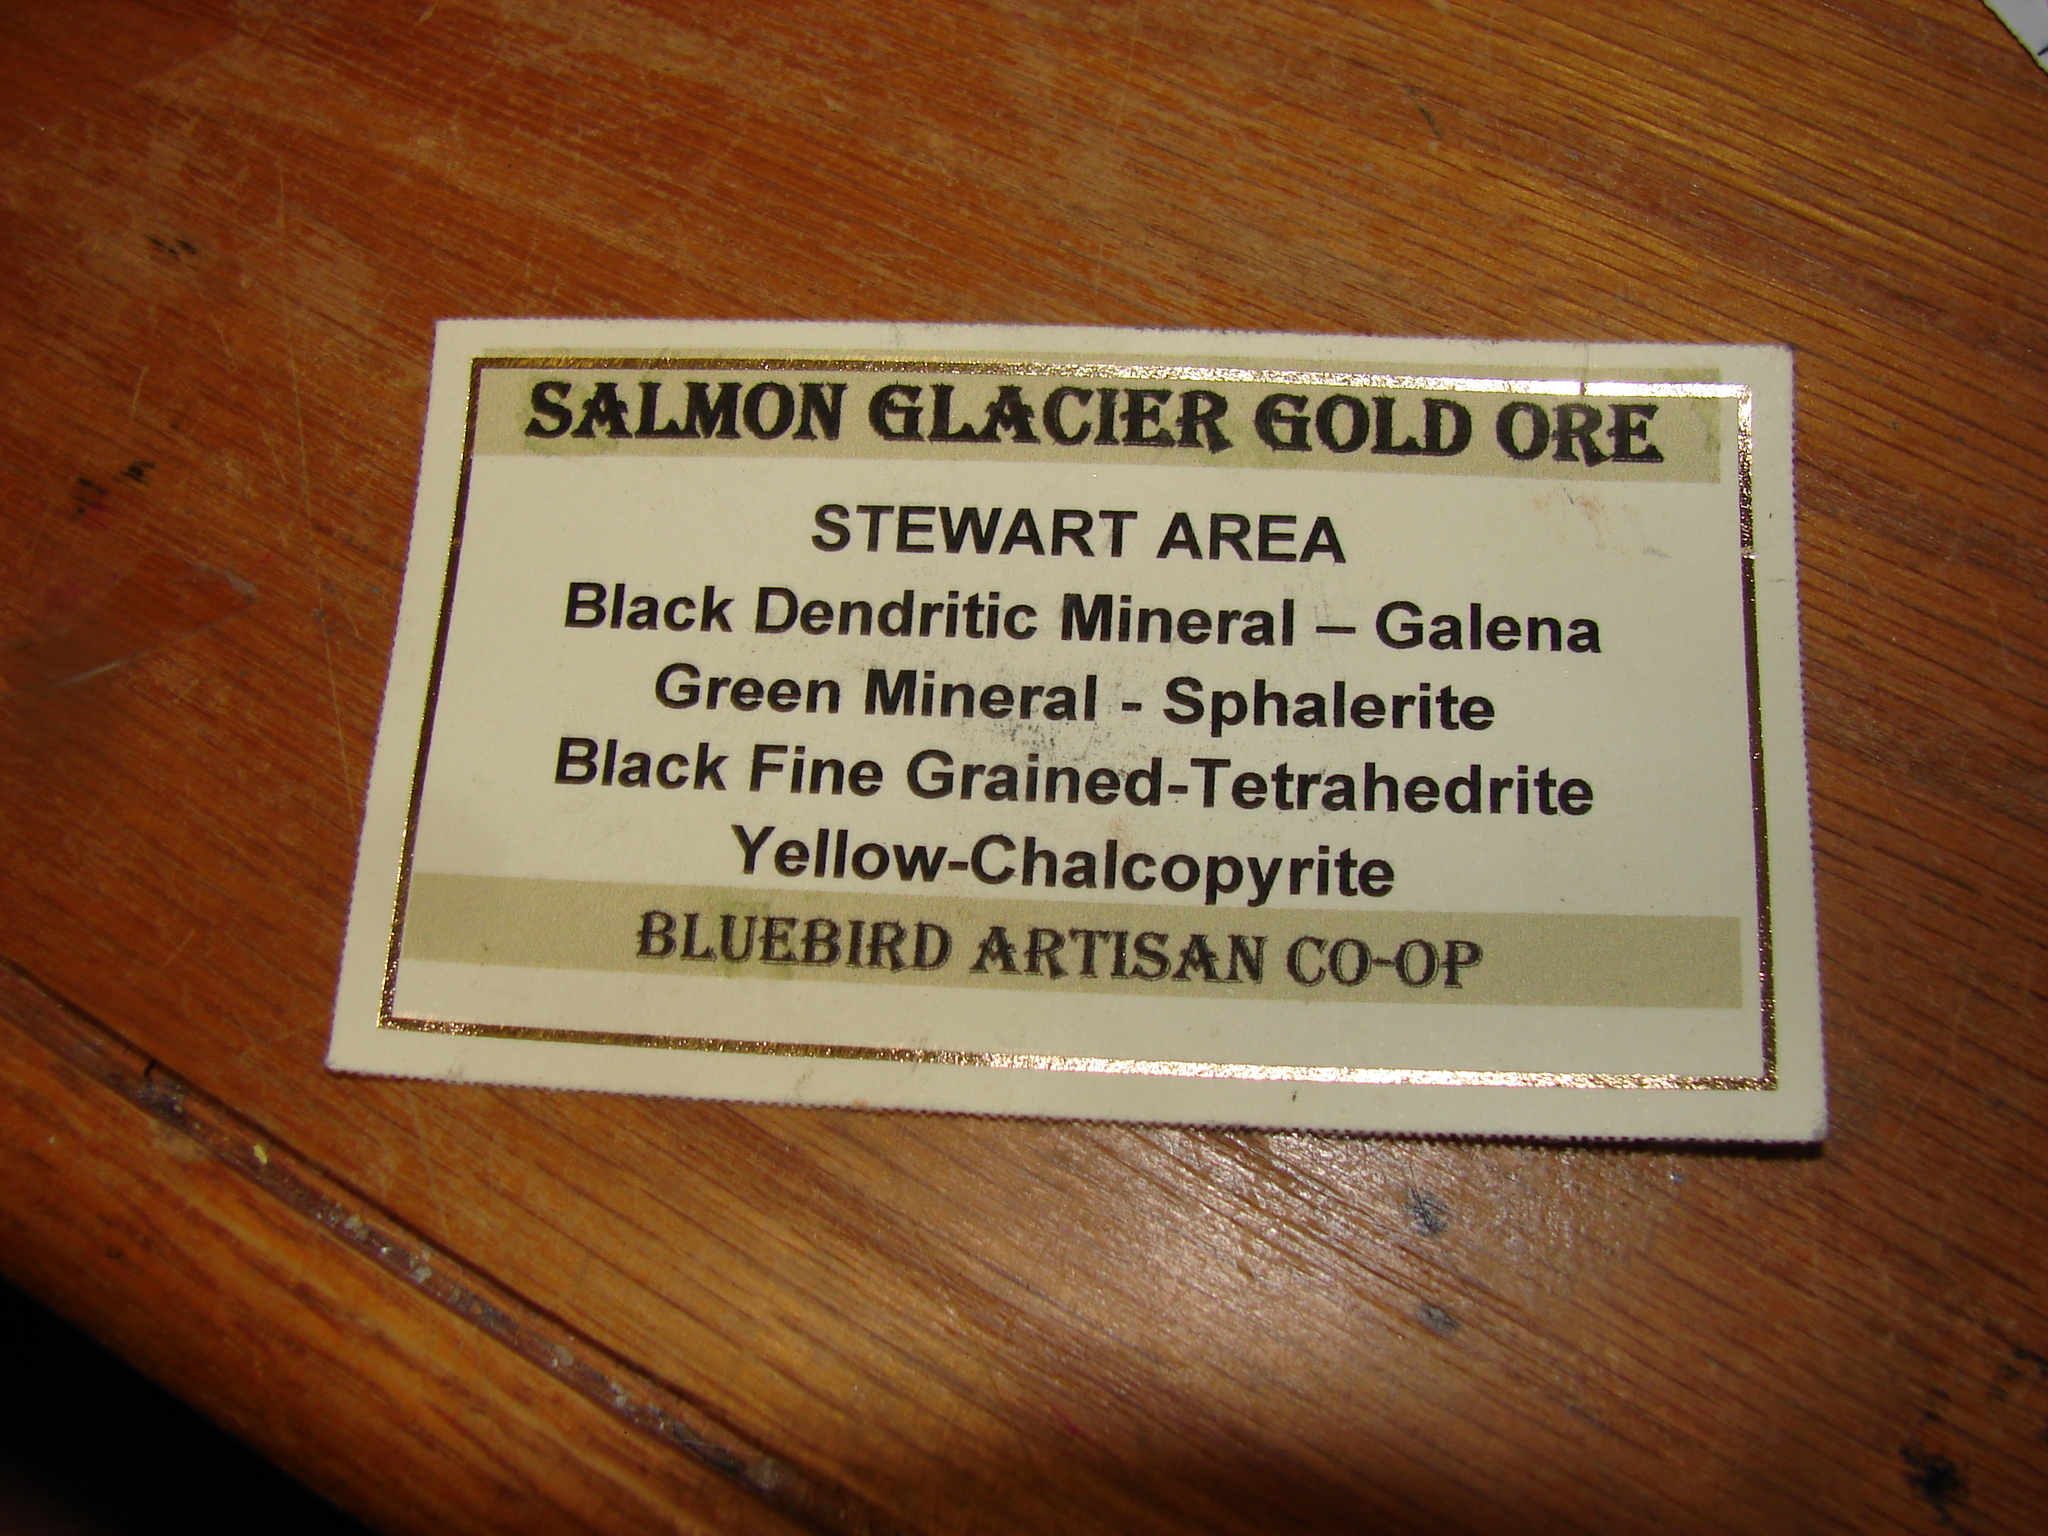 SALMON GLACIER GOLD ORE
STEWART AREA
Black Dendritic Mineral – Galena
Green Mineral - Sphalerite
Black Fine Grained-Tetrahedrite
Yellow-Chalcopyrite
BLUEBIRD ARTISAN CO-OP